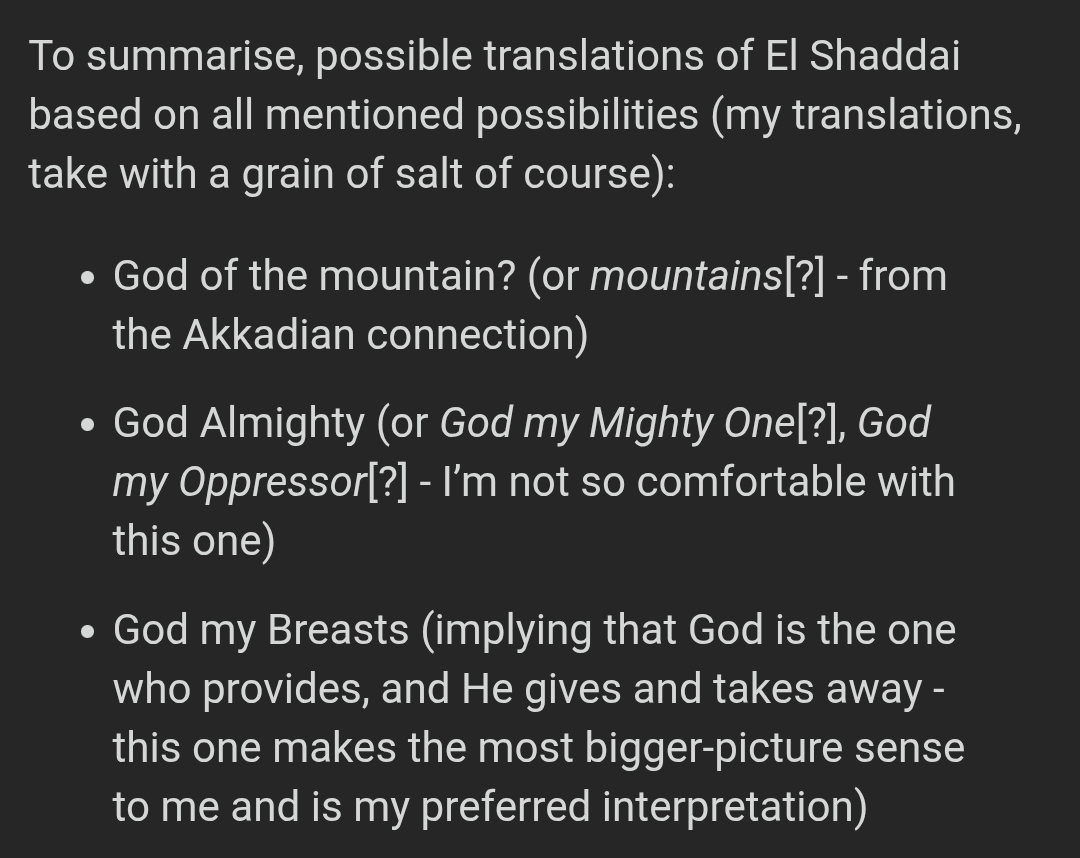 To summarise, possible translations of El Shaddai
based on all mentioned possibilities (my translations,
take with a grain of salt of course):
• God of the mountain? (or mountains[?] - from
the Akkadian connection)
• God Almighty (or God my Mighty One[?], God
my Oppressor[?] - I’m not so comfortable with
this one)
• God my Breasts (implying that God is the one
who provides, and He gives and takes away -
this one makes the most bigger-picture sense
to me and is my preferred interpretation)